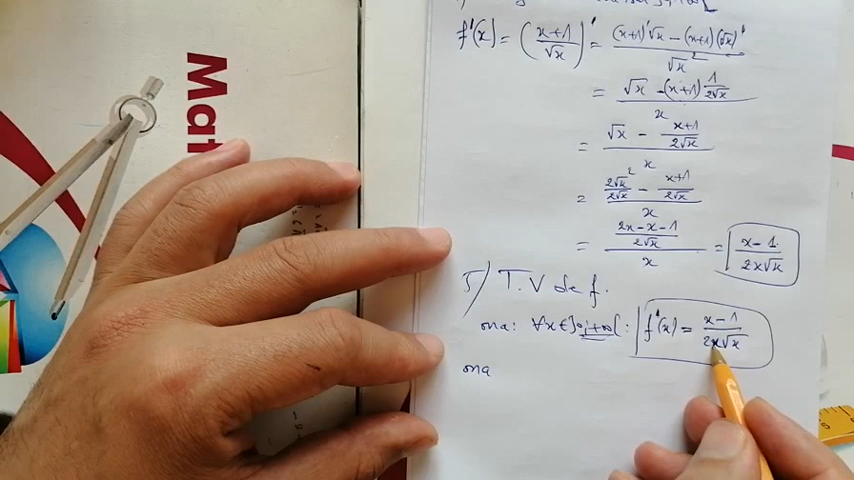 f'(x) = (x+1/√x)' = (x+1)'√x - (x+1)(√x)' / √x²
= √x - (x+1) 1/2√x / x
= √x - x+1/2√x / x
= 2√x²/2√x - x+1/2√x / x
= 2x-x-1/2√x / x = x-1/2x√x
5/ T.V de f.
ona: ∀x∈]0,+∞[: f'(x) = x-1/2x√x
ona
Mat